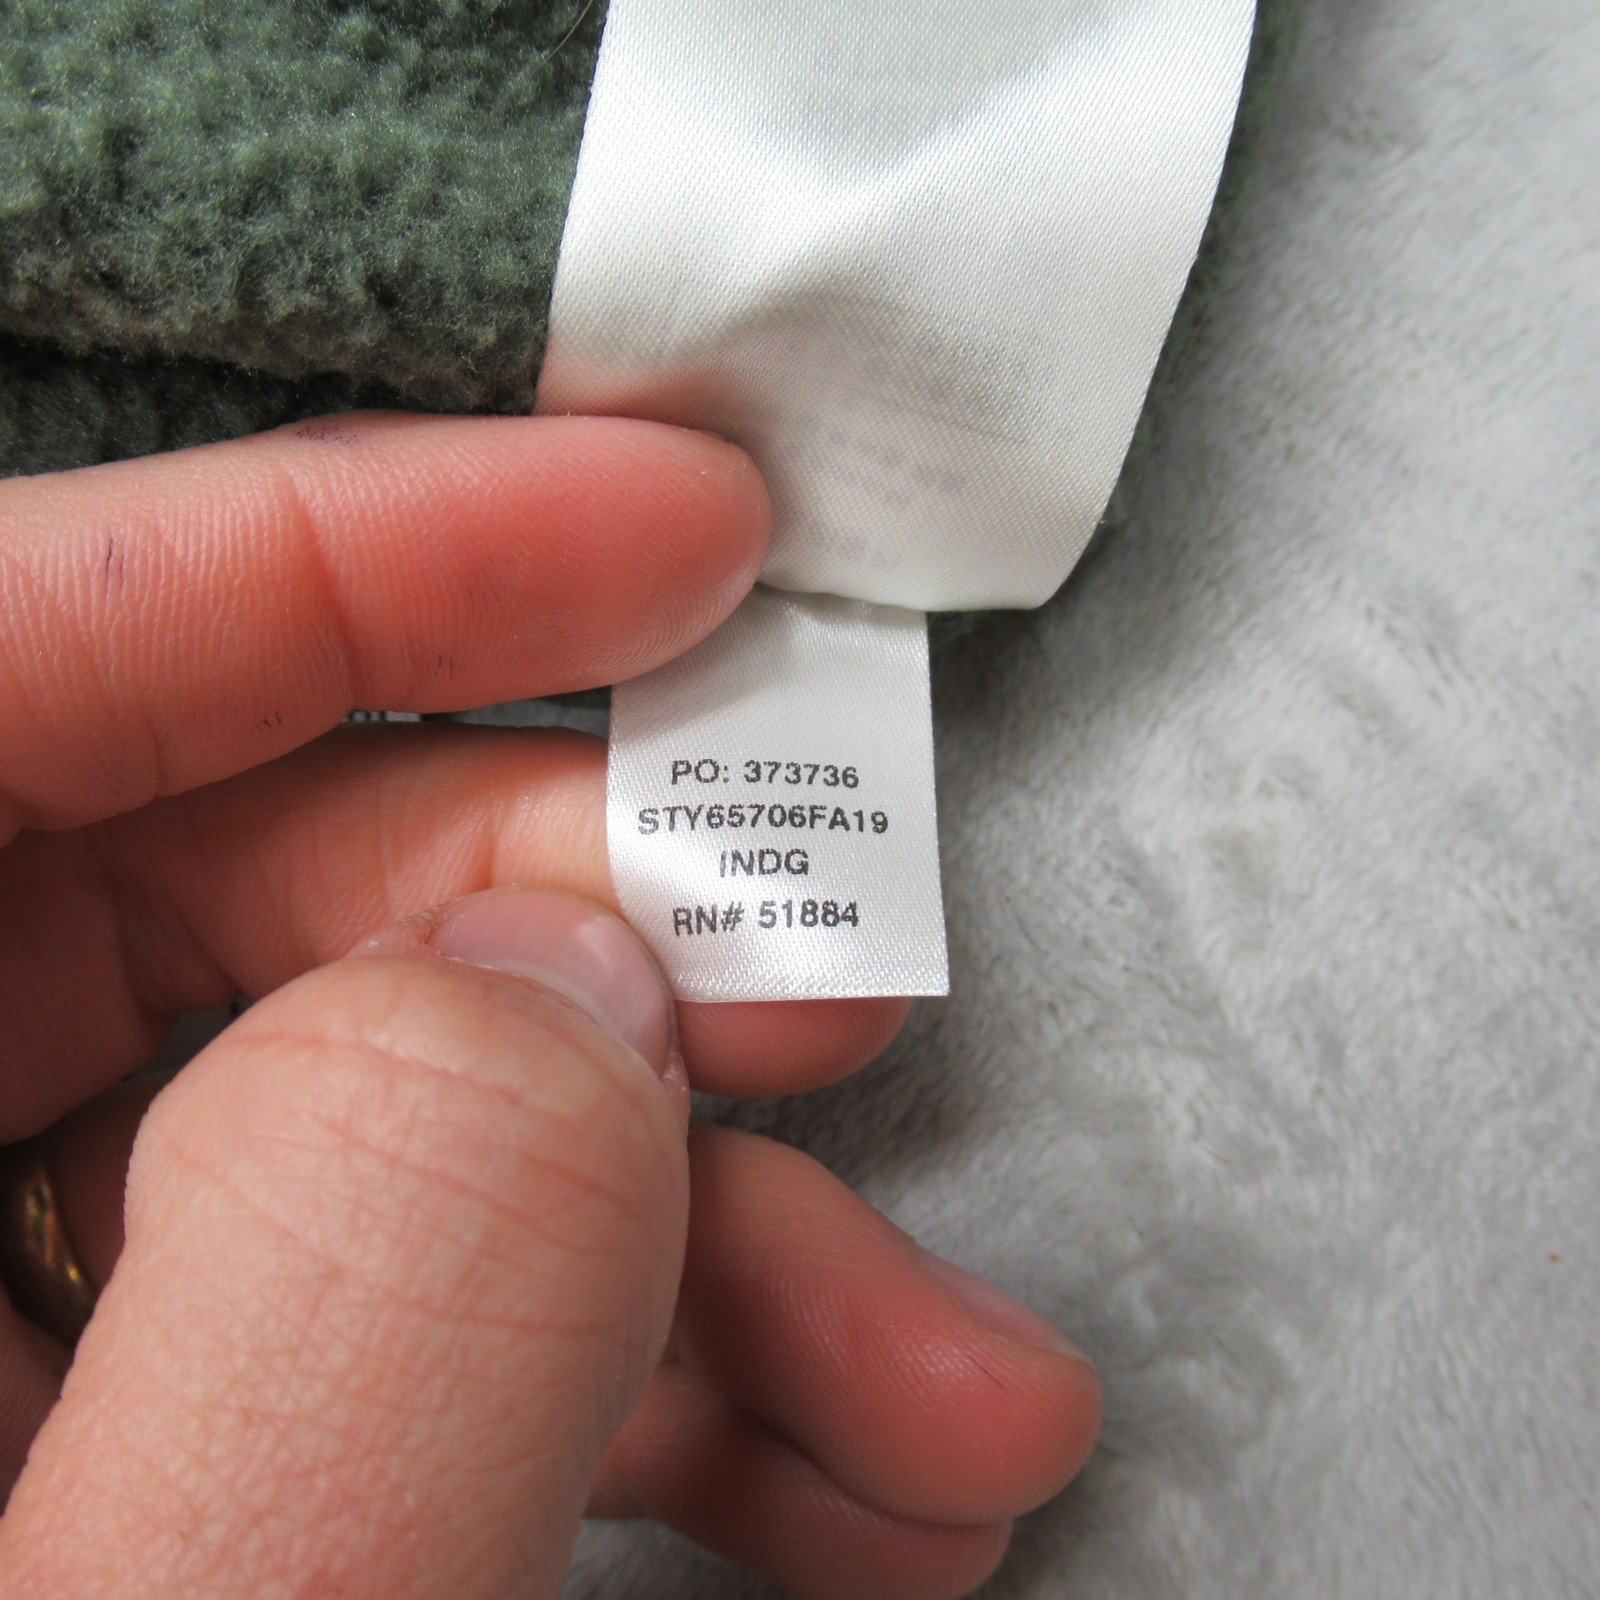 PO: 373736
STY65706FA19
INDG
RN# 51884